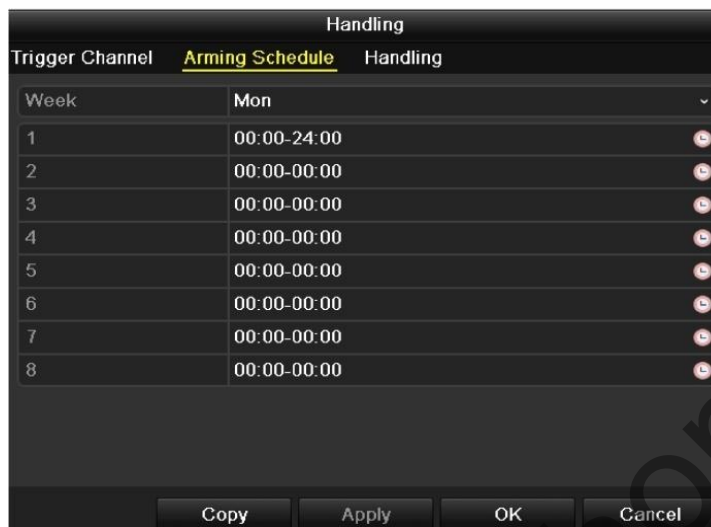 Handling
Trigger Channel Arming Schedule Handling
Week Mon
1 00:00-24:00
2 00:00-00:00
3 00:00-00:00
4 00:00-00:00
5 00:00-00:00
6 00:00-00:00
7 00:00-00:00
8 00:00-00:00
Copy Apply OK Cancel